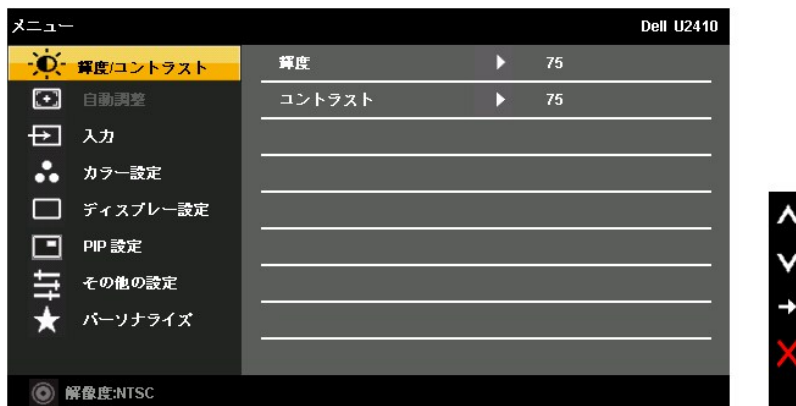 メニュー Dell U2410
輝度/コントラスト
輝度 75
自動調整
コントラスト 75
入力
カラー設定
ディスプレー設定
PIP 設定
その他の設定
パーソナライズ
解像度:NTSC